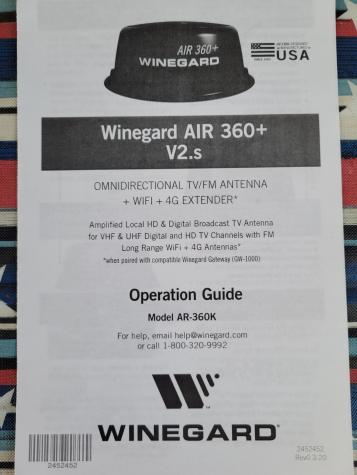 AIR 360+
WINEGARD
USA
Winegard AIR 360+
V2.s
OMNIDIRECTIONAL TV/FM ANTENNA
+ WIFI + 4G EXTENDER*
Amplified Local HD & Digital Broadcast TV Antenna
for VHF & UHF Digital and HD TV Channels with FM
Long Range WiFi + 4G Antennas*
*when paired with compatible Winegard Gateway (GW-1000)
Operation Guide
Model AR-360K
For help, email help@winegard.com
or call 1-800-320-9992
WINEGARD
2452452
2452452
Rev0 3-20